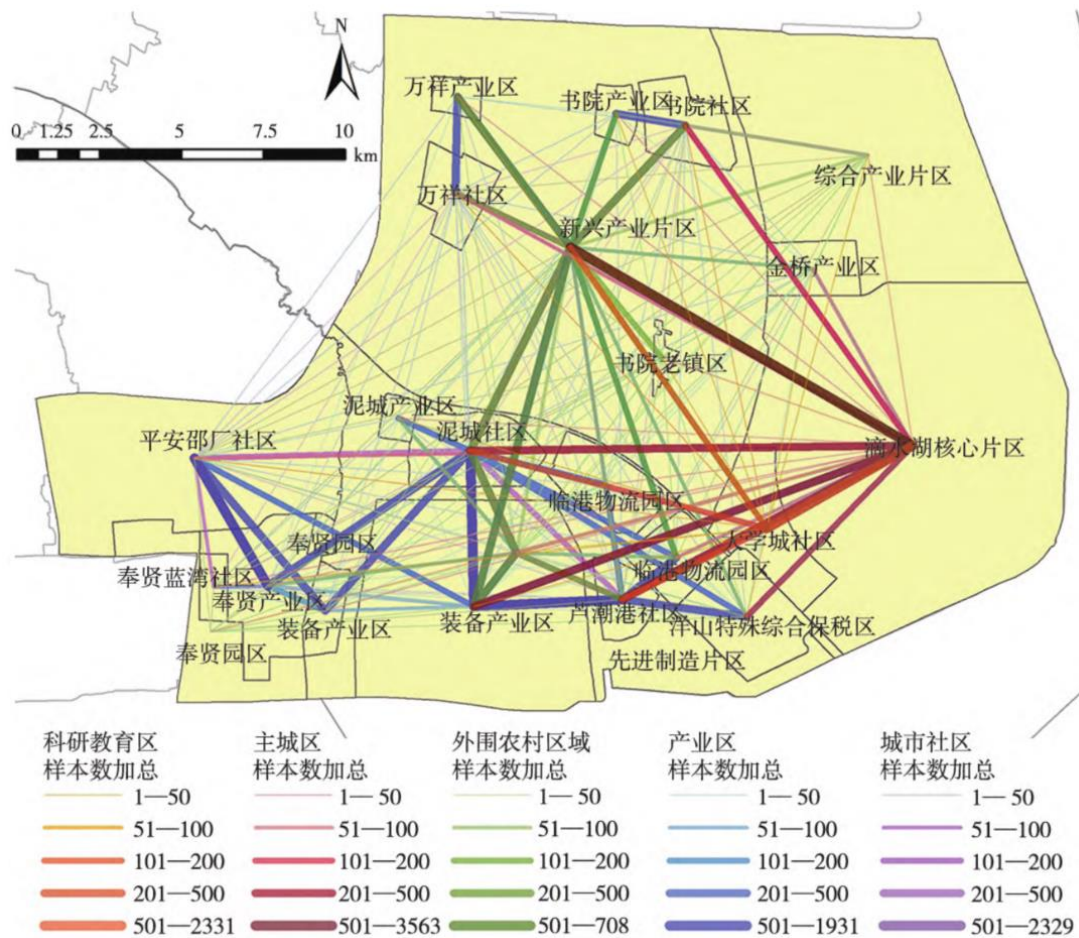 N
万祥产业区
书院产业区
书院社区
0 1.25 2.5 5 7.5 10
km
综合产业片区
万祥社区
新兴产业片区
金桥产业区
书院老镇区
泥城产业区
泥城社区
平安邵厂社区
滴水湖核心片区
临港物流园区
奉贤园区
大学城社区
临港物流园区
奉贤蓝湾社区
奉贤产业区
芦潮港社区
装备产业区
装备产业区
洋山特殊综合保税区
奉贤园区
先进制造片区
科研教育区 主城区 外围农村区域 产业区 城市社区
样本数加总 样本数加总 样本数加总 样本数加总 样本数加总
1—50 1—50 1—50 1—50 1—50
51—100 51—100 51—100 51—100 51—100
101—200 101—200 101—200 101—200 101—200
201—500 201—500 201—500 201—500 201—500
501—2331 501—3563 501—708 501—1931 501—2329